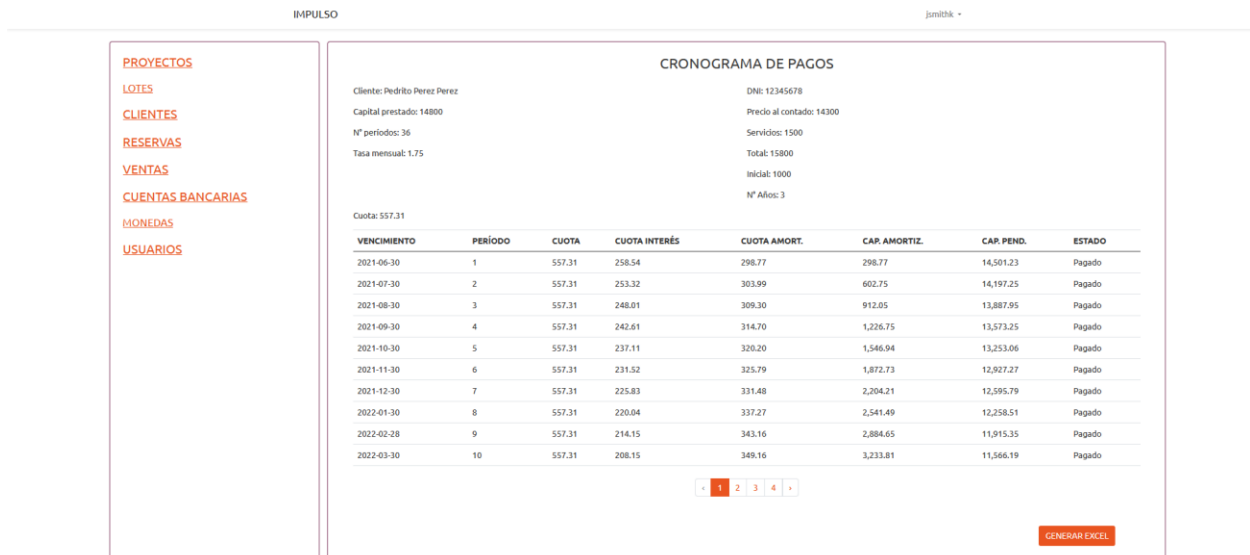 IMPULSO jsmithk
PROYECTOS
LOTES
CLIENTES
RESERVAS
VENTAS
CUENTAS BANCARIAS
MONEDAS
USUARIOS
CRONOGRAMA DE PAGOS
Cliente: Pedrito Perez Perez
Capital prestado: 14800
N° períodos: 36
Tasa mensual: 1.75
DNI: 12345678
Precio al contado: 14300
Servicios: 1500
Total: 15800
Inicial: 1000
N° Años: 3
Cuota: 557.31
VENCIMIENTO PERÍODO CUOTA CUOTA INTERÉS CUOTA AMORT. CAP. AMORTIZ. CAP. PEND. ESTADO
2021-06-30 1 557.31 258.54 298.77 298.77 14,501.23 Pagado
2021-07-30 2 557.31 253.32 303.99 602.75 14,197.25 Pagado
2021-08-30 3 557.31 248.01 309.30 912.05 13,887.95 Pagado
2021-09-30 4 557.31 242.61 314.70 1,226.75 13,573.25 Pagado
2021-10-30 5 557.31 237.11 320.20 1,546.94 13,253.06 Pagado
2021-11-30 6 557.31 231.52 325.79 1,872.73 12,927.27 Pagado
2021-12-30 7 557.31 225.83 331.48 2,204.21 12,595.79 Pagado
2022-01-30 8 557.31 220.04 337.27 2,541.49 12,258.51 Pagado
2022-02-28 9 557.31 214.15 343.16 2,884.65 11,915.35 Pagado
2022-03-30 10 557.31 208.15 349.16 3,233.81 11,566.19 Pagado
‹ 1 2 3 4 ›
GENERAR EXCEL